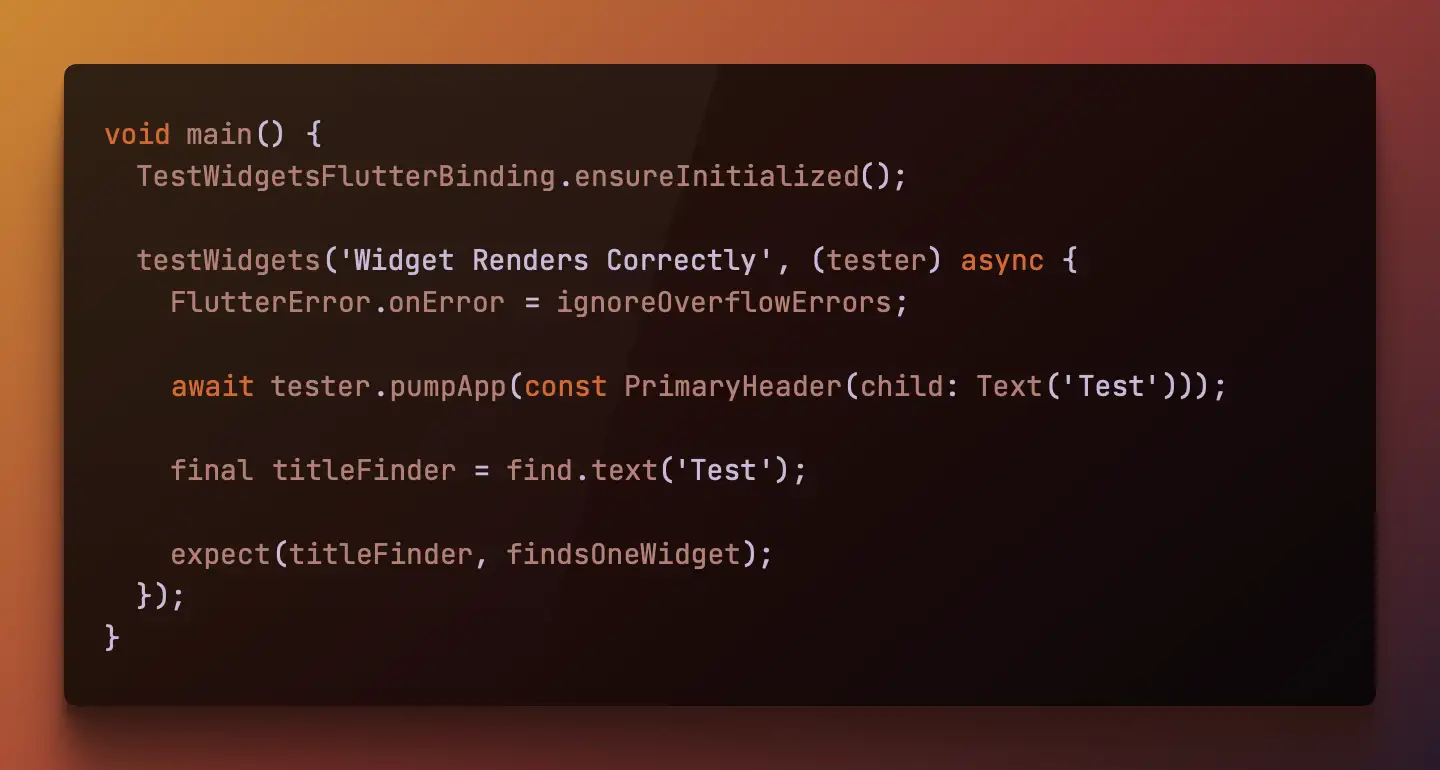 void main() {
  TestWidgetsFlutterBinding.ensureInitialized();

  testWidgets('Widget Renders Correctly', (tester) async {
    FlutterError.onError = ignoreOverflowErrors;

    await tester.pumpApp(const PrimaryHeader(child: Text('Test')));

    final titleFinder = find.text('Test');

    expect(titleFinder, findsOneWidget);
  });
}